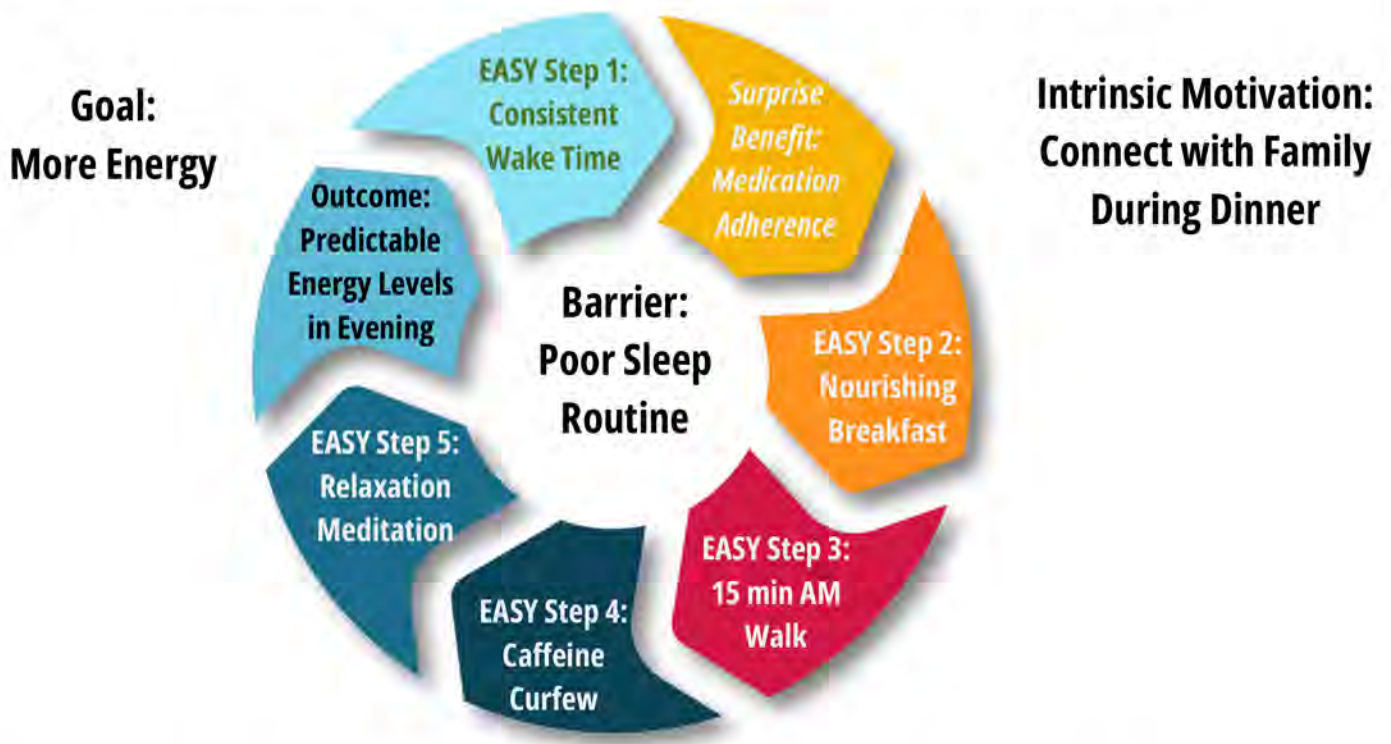 Goal:
More Energy
EASY Step 1:
Consistent
Wake Time
Surprise
Benefit:
Medication
Adherence
Intrinsic Motivation:
Connect with Family
During Dinner
EASY Step 2:
Nourishing
Breakfast
EASY Step 3:
15 min AM
Walk
EASY Step 4:
Caffeine
Curfew
EASY Step 5:
Relaxation
Meditation
Outcome:
Predictable
Energy Levels
in Evening
Barrier:
Poor Sleep
Routine